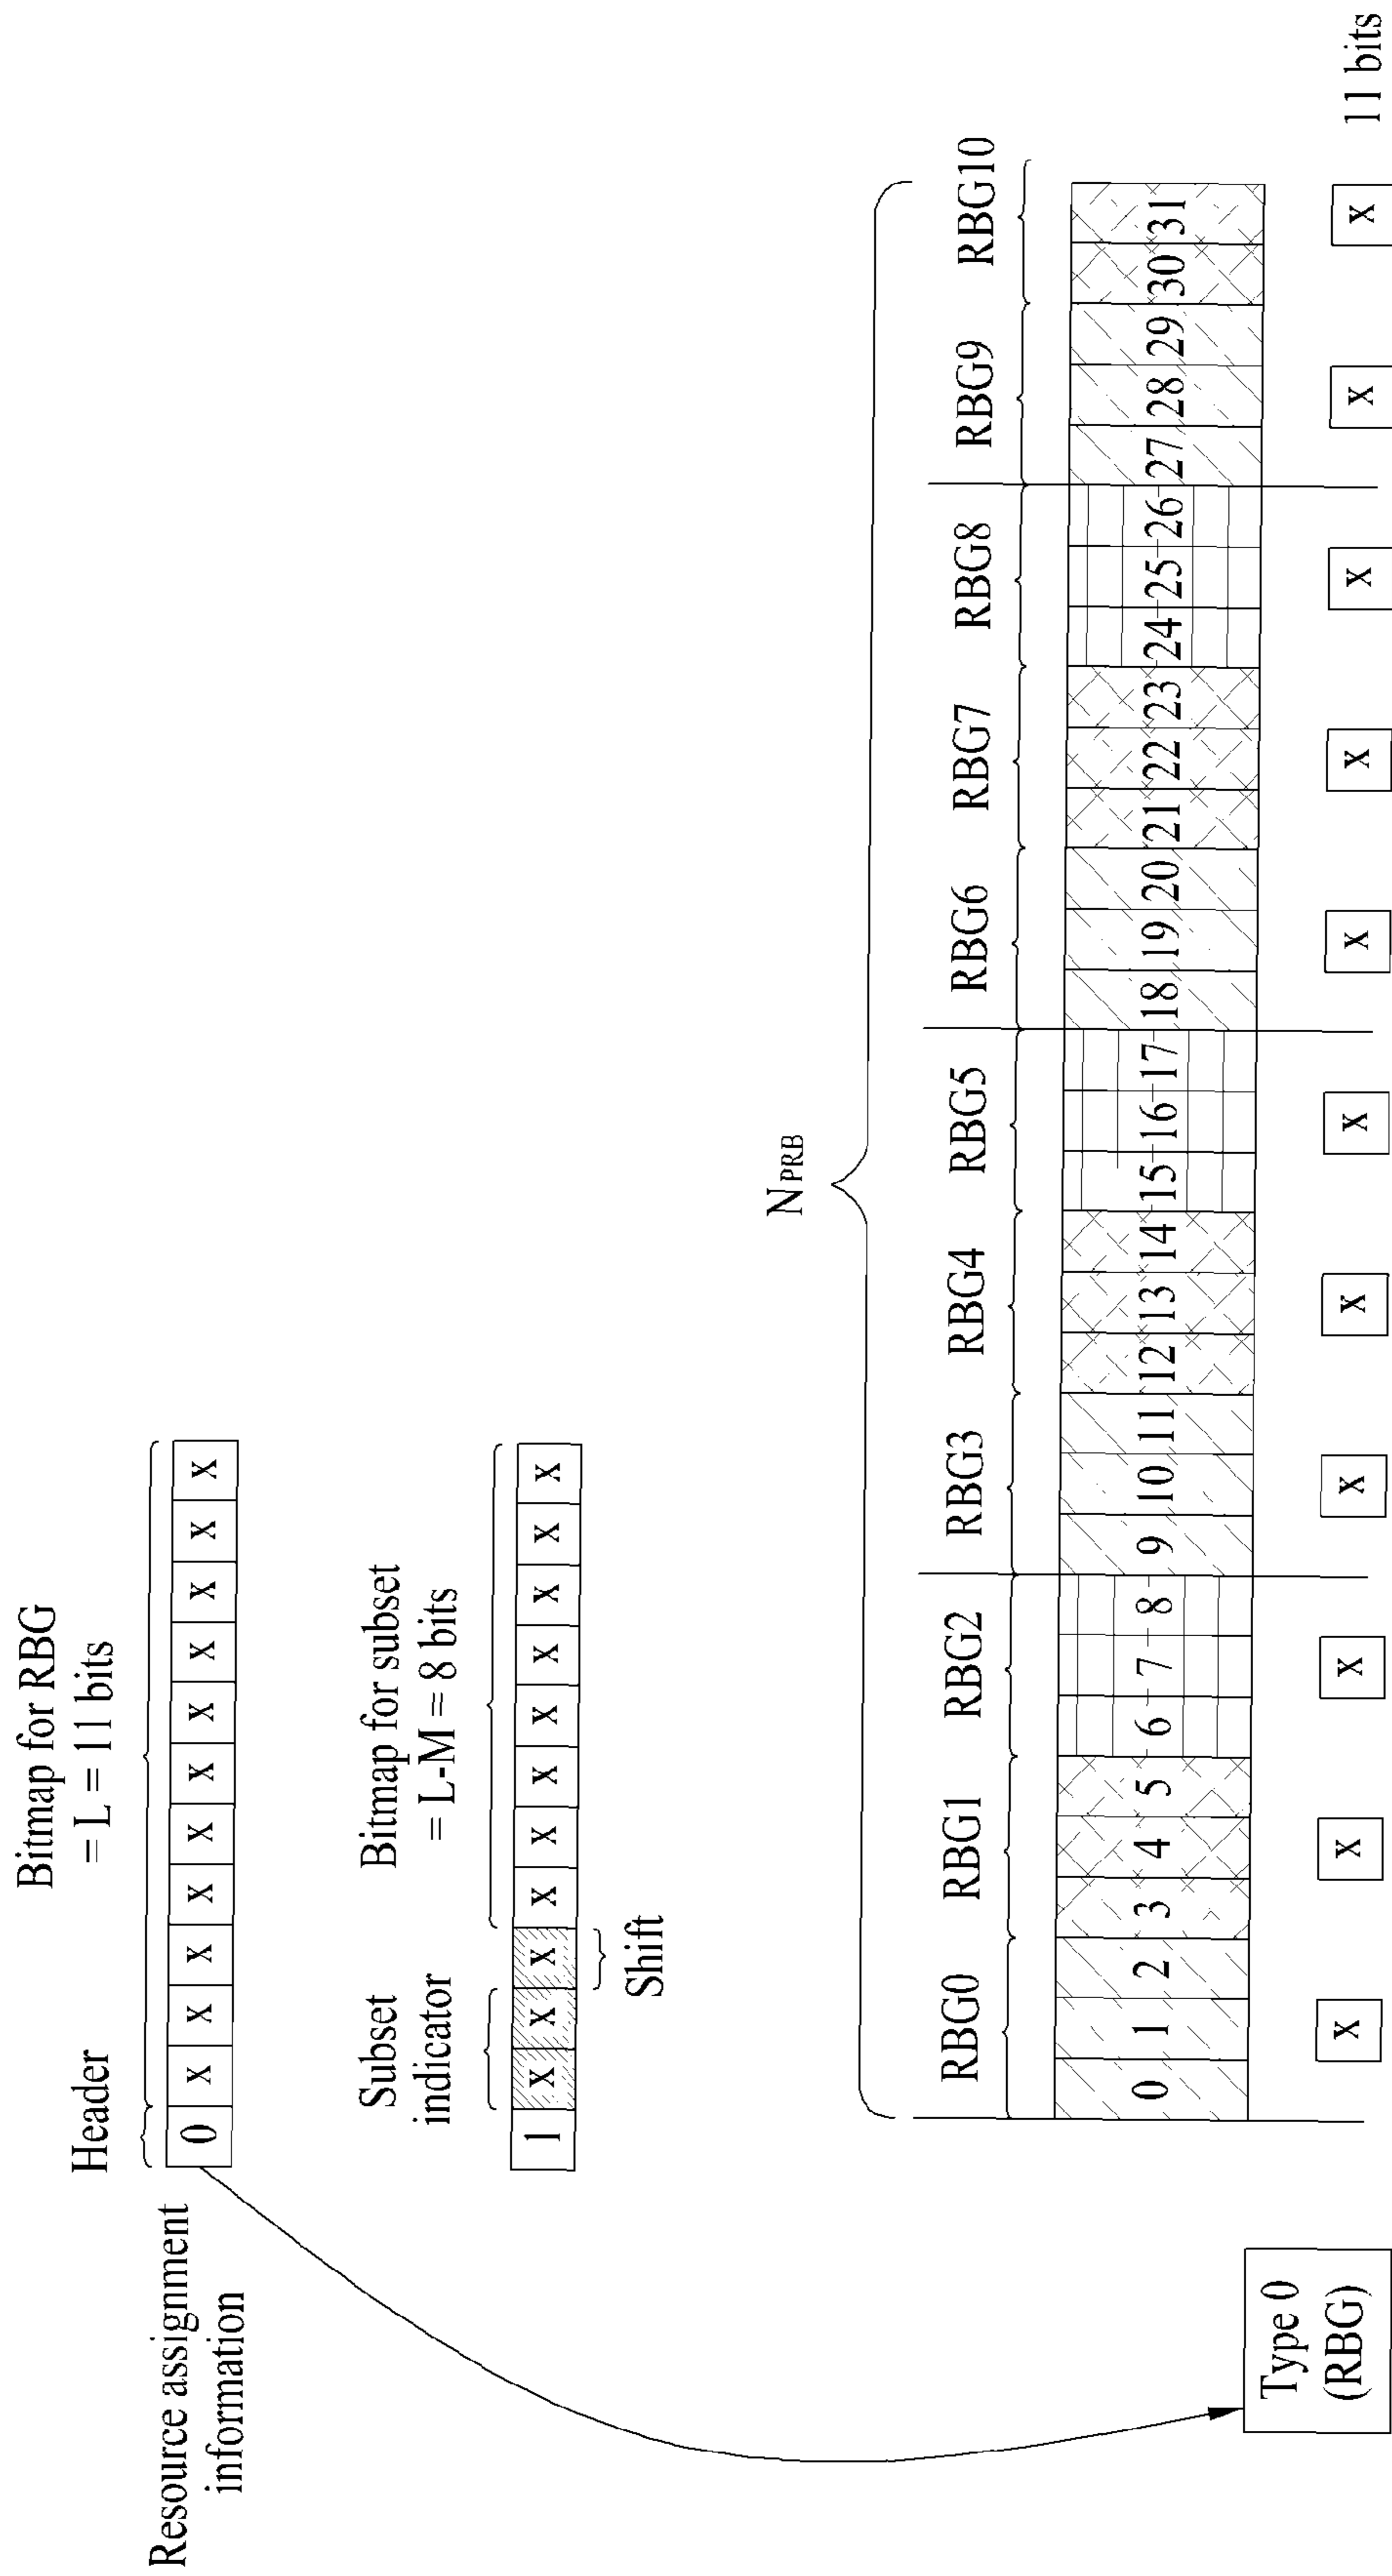 Bitmap for RBG
= L = 11 bits
Header
Resource assignment
information
0 X X X X X X X X X X X
Subset
indicator
Bitmap for subset
= L-M = 8 bits
1 X X X X X X X X X X X
Shift
NPRB
RBG0 RBG1 RBG2 RBG3 RBG4 RBG5 RBG6 RBG7 RBG8 RBG9 RBG10
0 1 2 3 4 5 6 7 8 9 10 11 12 13 14 15 16 17 18 19 20 21 22 23 24 25 26 27 28 29 30 31
Type 0
(RBG)
X X X X X X X X X X X 11 bits